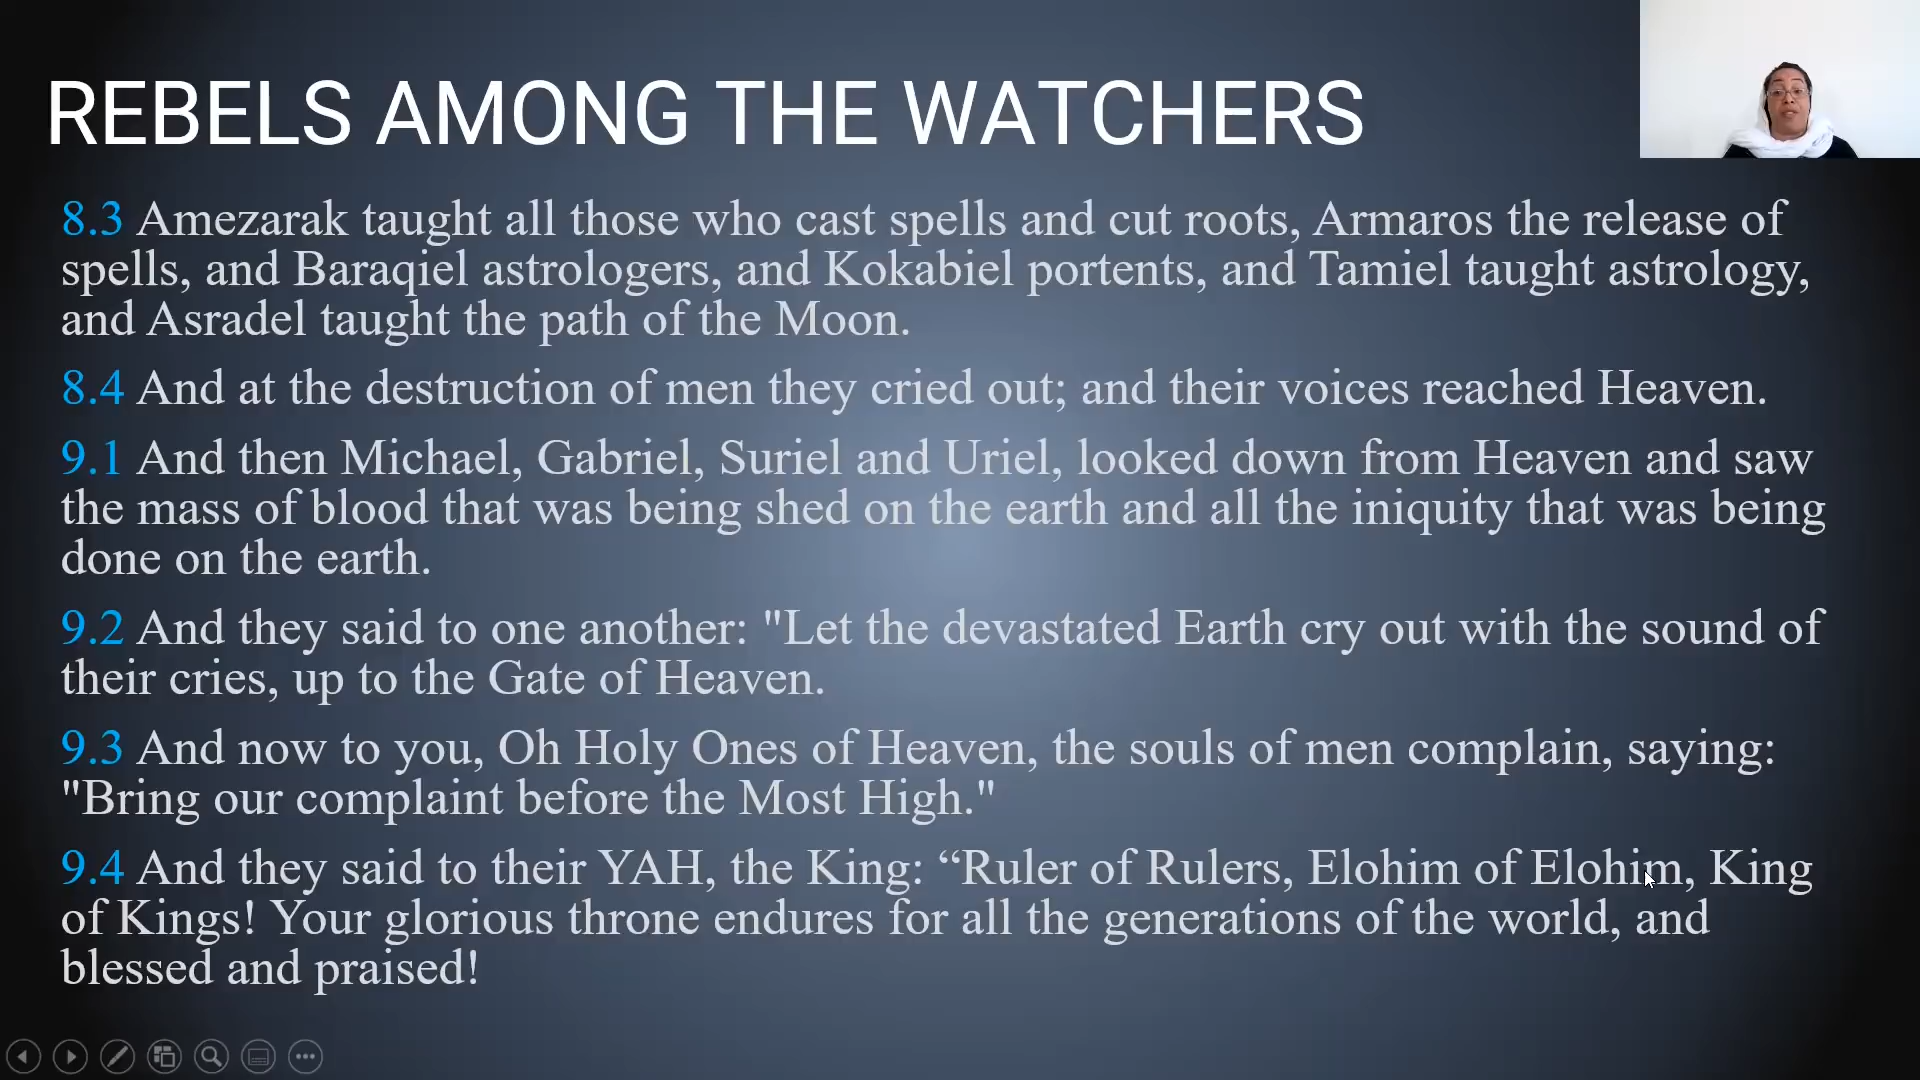 REBELS AMONG THE WATCHERS
8.3 Amezarak taught all those who cast spells and cut roots, Armaros the release of
spells, and Baraqiel astrologers, and Kokabiel portents, and Tamiel taught astrology,
and Asradel taught the path of the Moon.
8.4 And at the destruction of men they cried out; and their voices reached Heaven.
9.1 And then Michael, Gabriel, Suriel and Uriel, looked down from Heaven and saw
the mass of blood that was being shed on the earth and all the iniquity that was being
done on the earth.
9.2 And they said to one another: "Let the devastated Earth cry out with the sound of
their cries, up to the Gate of Heaven.
9.3 And now to you, Oh Holy Ones of Heaven, the souls of men complain, saying:
"Bring our complaint before the Most High."
9.4 And they said to their YAH, the King: “Ruler of Rulers, Elohim of Elohim, King
of Kings! Your glorious throne endures for all the generations of the world, and
blessed and praised!